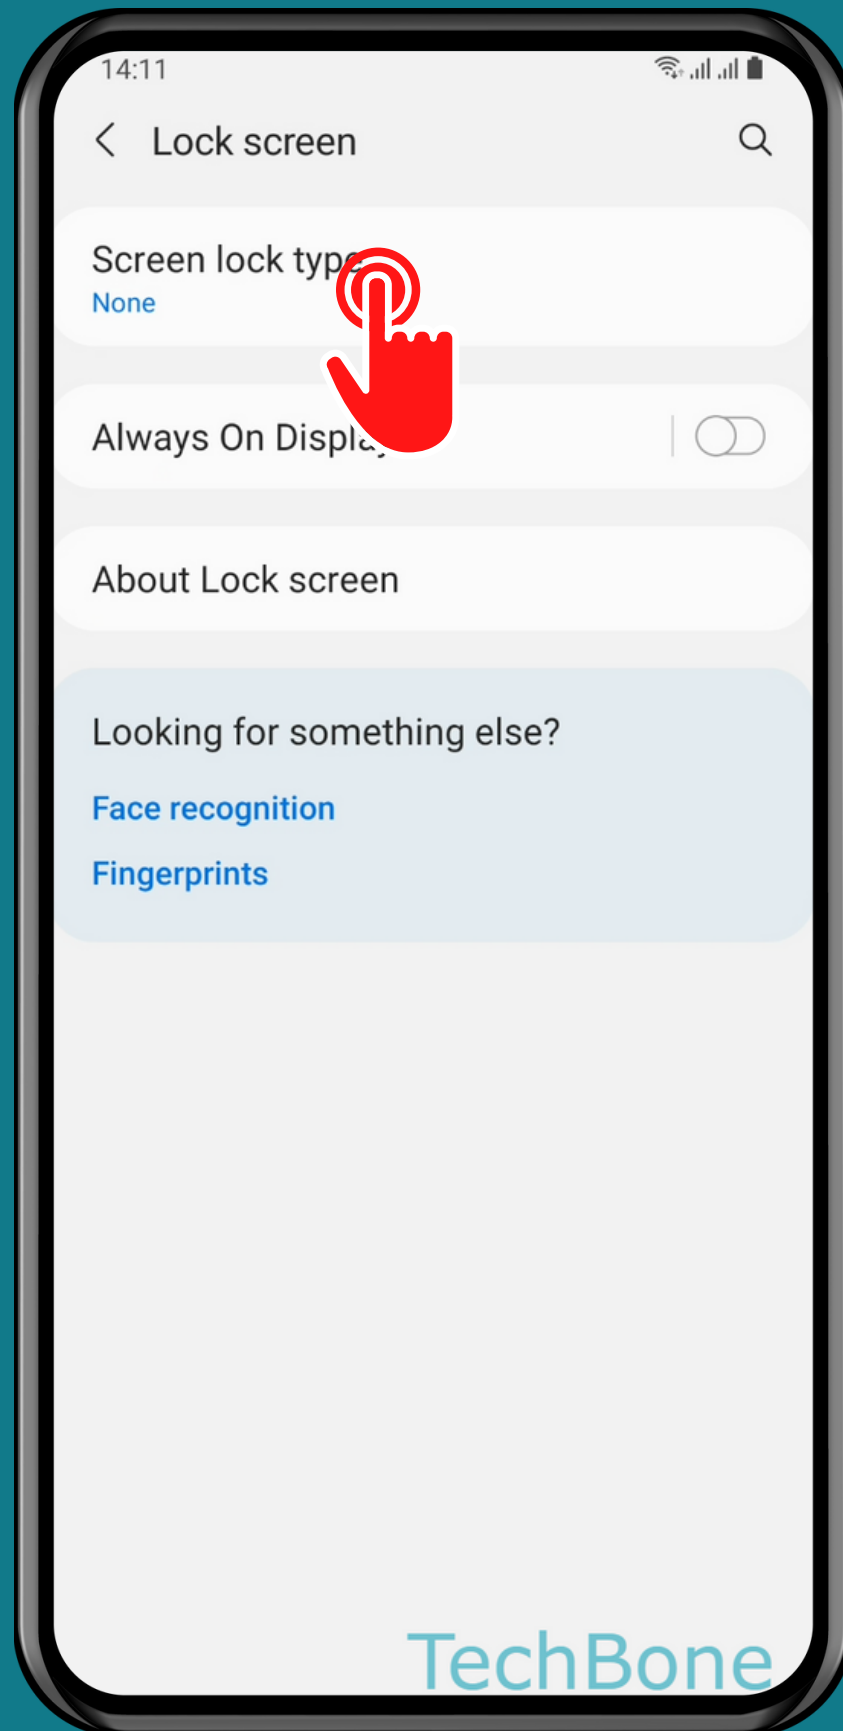 14:11
Lock screen
Screen lock type
None
Always On Display
About Lock screen
Looking for something else?
Face recognition
Fingerprints
TechBone